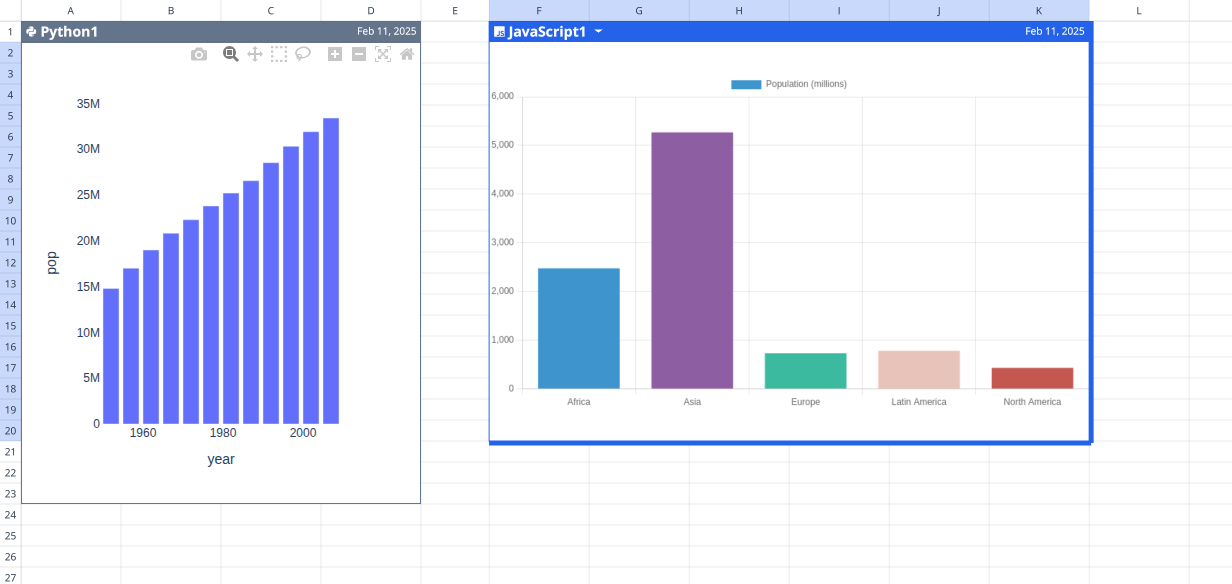 A B C D E F G H I J K L
1 Python1 Feb 11, 2025 JS JavaScript1 Feb 11, 2025
2
3
4
5
6
7
8
9
10
11
12
13
14
15
16
17
18
19
20
21
22
23
24
25
26
27
35M
30M
25M
20M
15M
10M
5M
0
pop
1960 1980 2000
year
Population (millions)
6,000
5,000
4,000
3,000
2,000
1,000
0
Africa Asia Europe Latin America North America